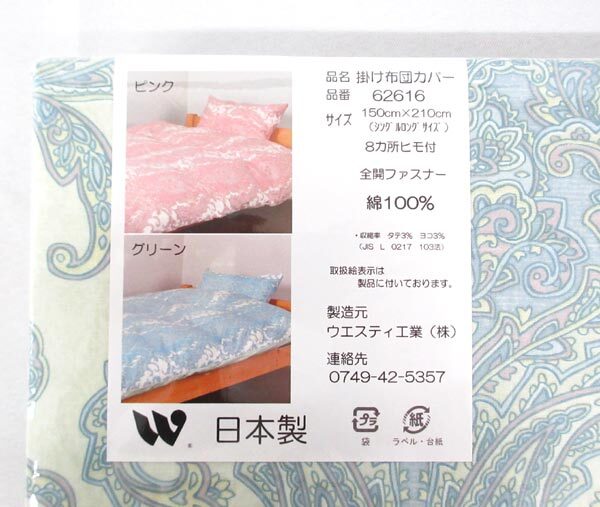 ピンク
グリーン
品名 掛け布団カバー
品番 62616
サイズ 150cm×210cm
(ｼﾝｸﾞﾙﾛﾝｸﾞｻｲｽﾞ)
8カ所ヒモ付
全開ファスナー
綿100%
・収縮率 タテ3% ヨコ3%
(JIS L 0217 103法)
取扱絵表示は
製品に付いております。
製造元
ウエスティ工業(株)
連絡先
0749-42-5357
W 日本製
プラ 紙
袋 ラベル・台紙